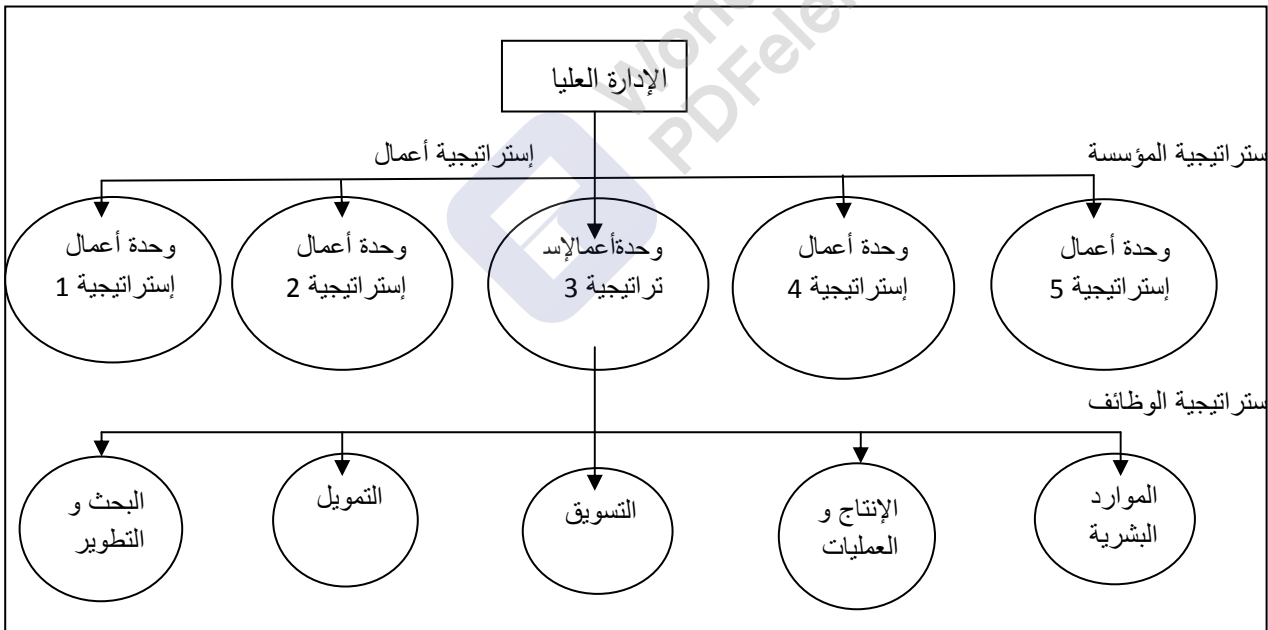 الإدارة العليا
ستراتيجية المؤسسة
إستراتيجية أعمال
وحدة أعمال
إستراتيجية 5
وحدة أعمال
إستراتيجية 4
وحدةأعمالإسد
تراتيجية 3
وحدة أعمال
إستراتيجية 2
وحدة أعمال
إستراتيجية 1
ستراتيجية الوظائف
الموارد
البشرية
الإنتاج و
العمليات
التسويق
التمويل
البحث و
التطوير